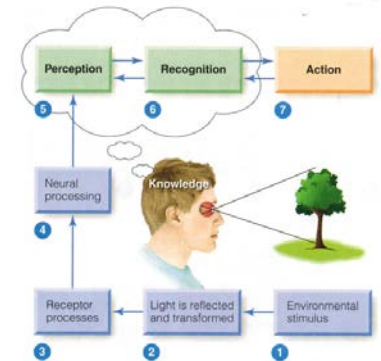 Perception
Recognition
Action
5
6
7
Neural
processing
Knowledge
4
Receptor
processes
Light is reflected
and transformed
Environmental
stimulus
3
2
1